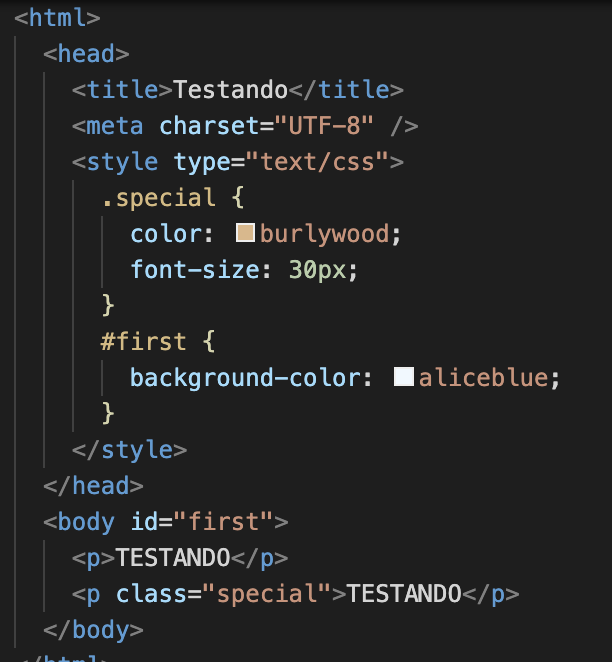 <html>
<head>
<title>Testando</title>
<meta charset="UTF-8" />
<style type="text/css">
.special {
color: burlywood;
font-size: 30px;
}
#first {
background-color: aliceblue;
}
</style>
</head>
<body id="first">
<p>TESTANDO</p>
<p class="special">TESTANDO</p>
</body>
</html>